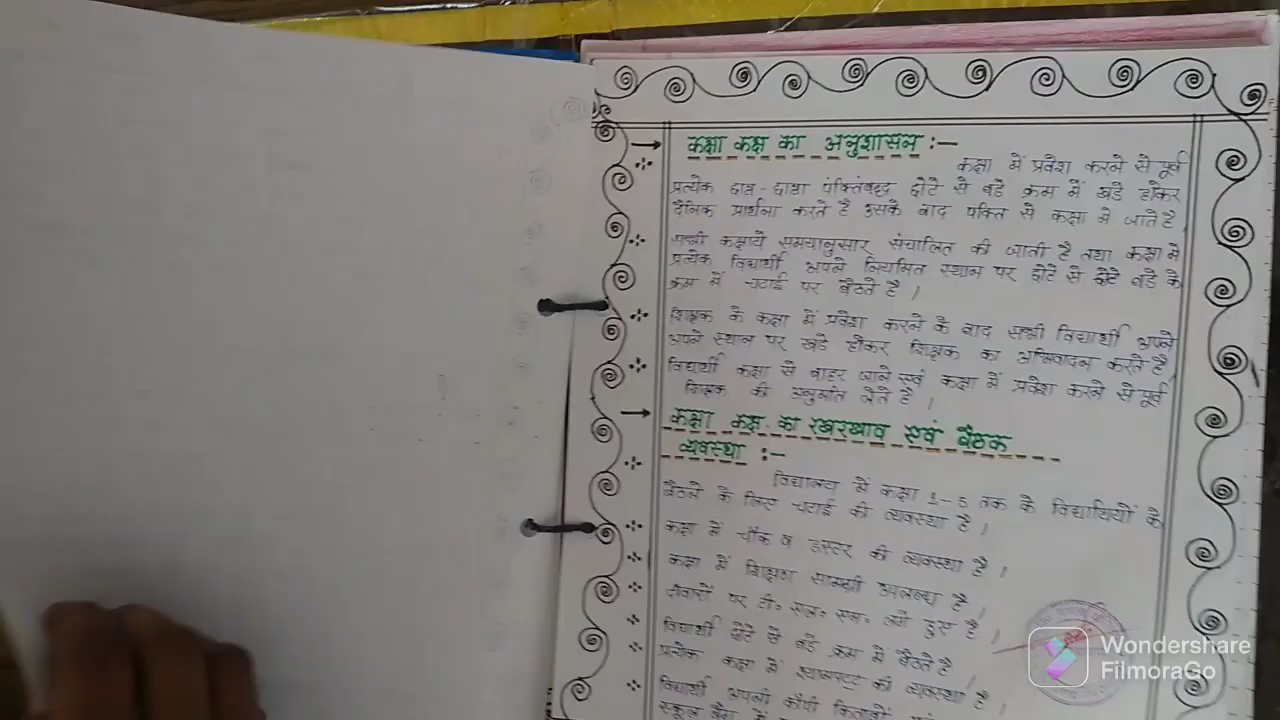 कक्षा कक्ष का अनुशासन :—
कक्षा में प्रवेश करने से पूर्व
प्रत्येक छात्र - छात्रा पंक्तिबद्ध छोटे से बडे क्रम में खडे होकर
दैनिक प्रार्थना करते है उसके बाद पंक्ति से कक्षा मे जाते है
सभी कक्षाये समयानुसार संचालित की जाती है तथा कक्षा मे
प्रत्येक विद्यार्थी अपने नियमित स्थान पर छोटे से छोटे बडे के
क्रम में चटाई पर बैठते है ।
शिक्षक के कक्षा में प्रवेश करने के बाद सभी विद्यार्थी अपने
अपने स्थान पर खडे होकर शिक्षक का अभिवादन करते है
विद्यार्थी कक्षा से बाहर जाने एवं कक्षा में प्रवेश करने से पूर्व
शिक्षक की अनुमति लेते है ।
कक्षा कक्ष का रखरखाव एवं बैठक
व्यवस्था :—
विद्यालय में कक्षा 1-5 तक के विद्यार्थियों के
बैठने के लिए चटाई की व्यवस्था है ।
कक्षा में चॉक व डस्टर की व्यवस्था है ।
कक्षा में शिक्षण सामग्री उपलब्ध है ।
दीवारों पर टी॰ एल॰ एम॰ लगे हुए है ।
विद्यार्थी छोटे से बडे क्रम में बैठते है
प्रत्येक कक्षा में श्यामपट्ट की व्यवस्था है ।
विद्यार्थी अपनी कॉपी किताबों
स्कूल बैग में
Wondershare
FilmoraGo